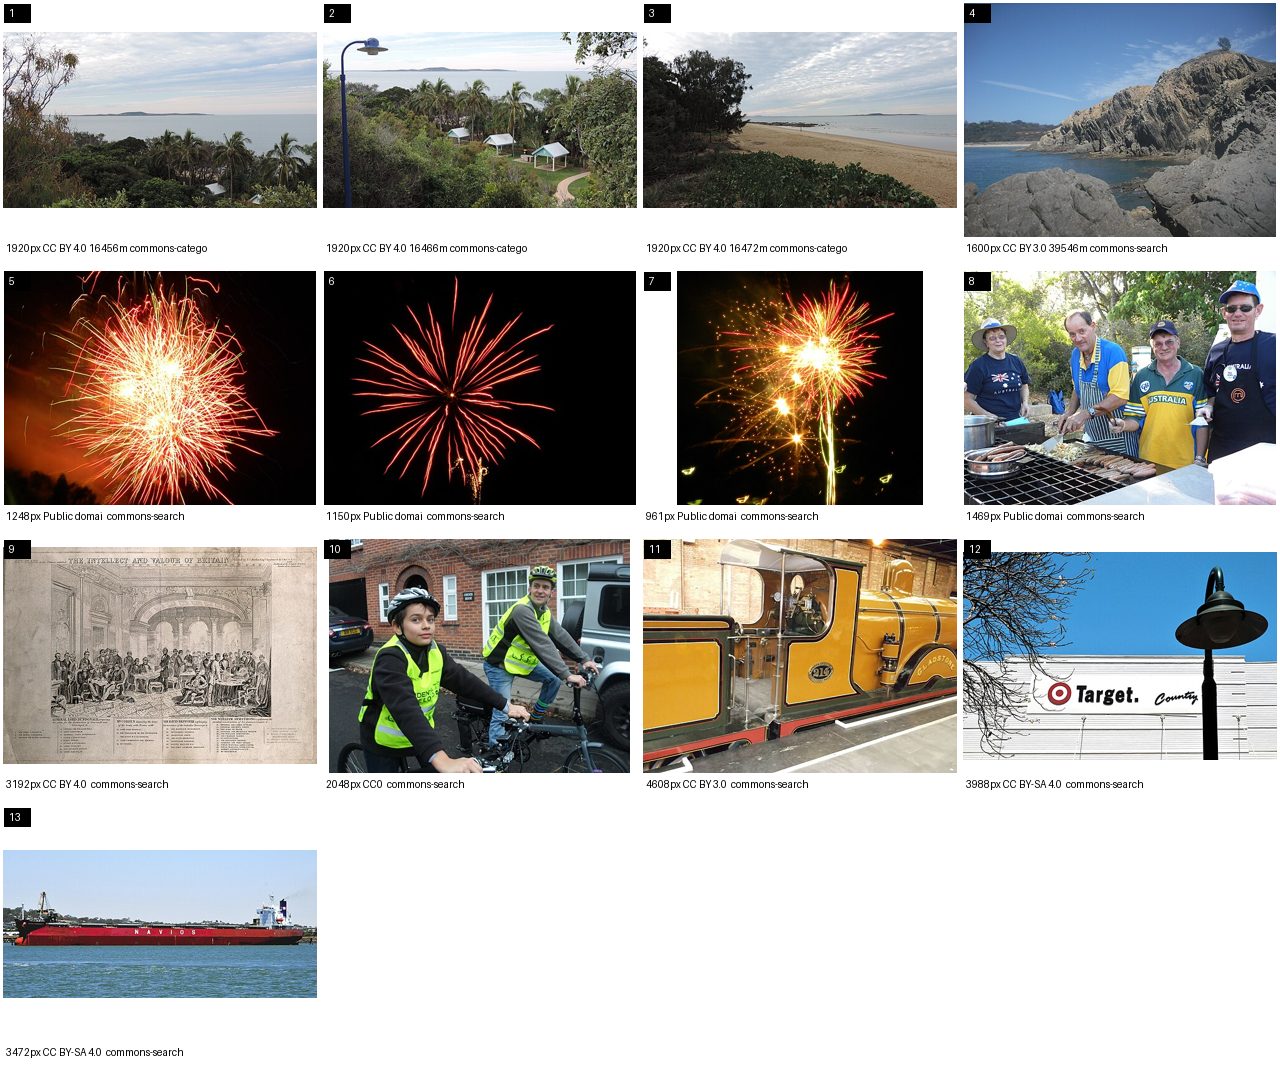 1
2
3
4
1920px CC BY 4.0 16456m commons-catego
1920px CC BY 4.0 16466m commons-catego
1920px CC BY 4.0 16472m commons-catego
1600px CC BY 3.0 39546m commons-search
5
6
7
8
AUSTRALIA
AUSTRALIA
1248px Public domai commons-search
1150px Public domai commons-search
961px Public domai commons-search
1469px Public domai commons-search
9
10
11
12
THE INTELLECT AND VALOUR OF BRITAIN
GLADSTONE
Target. Country
3192px CC BY 4.0 commons-search
2048px CC0 commons-search
4608px CC BY 3.0 commons-search
3988px CC BY-SA 4.0 commons-search
13
NAVIOS
3472px CC BY-SA 4.0 commons-search